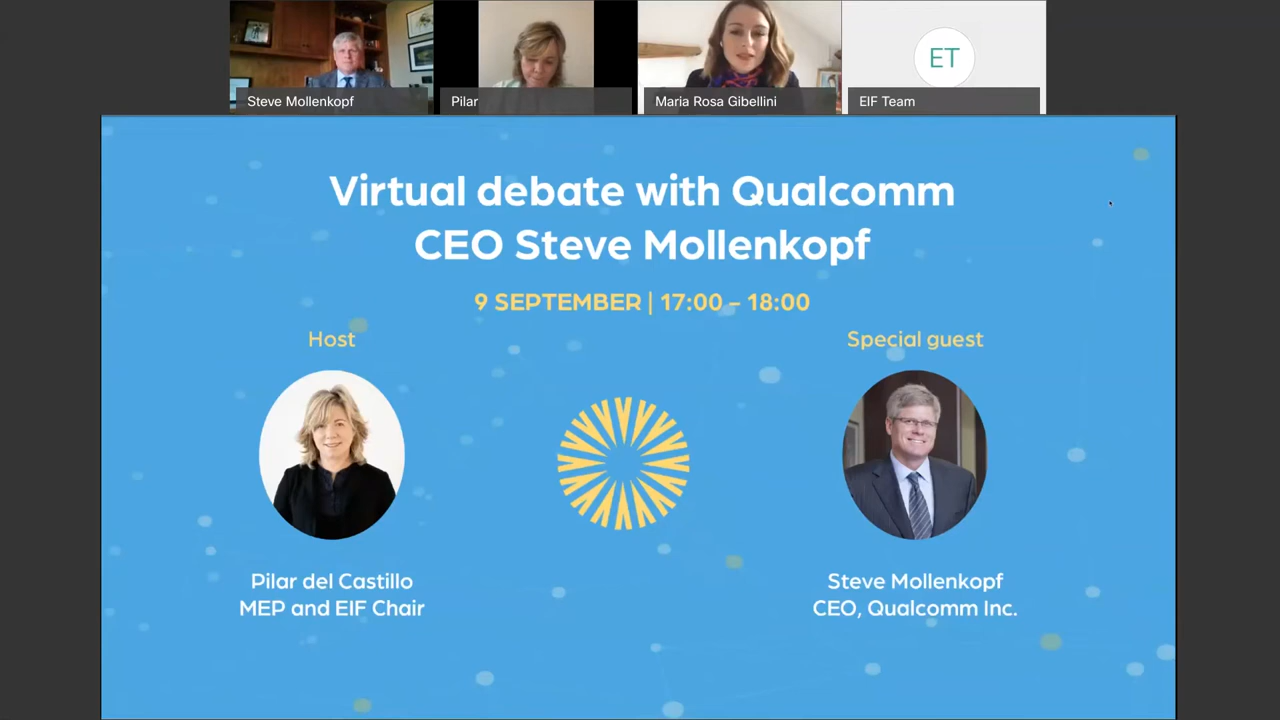 Steve Mollenkopf
Pilar
Maria Rosa Gibellini
ET
EIF Team
Virtual debate with Qualcomm
CEO Steve Mollenkopf
9 SEPTEMBER | 17:00 – 18:00
Host
Special guest
Pilar del Castillo
MEP and EIF Chair
Steve Mollenkopf
CEO, Qualcomm Inc.